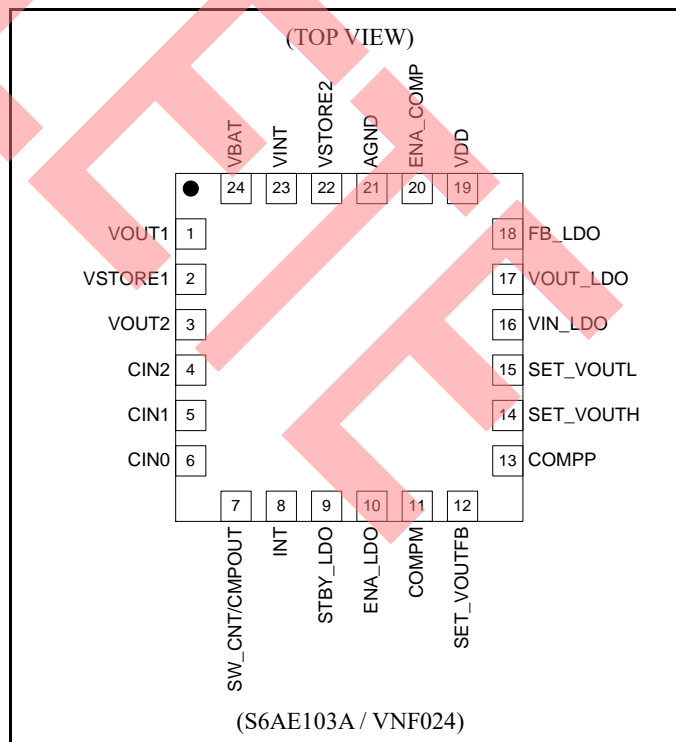 (TOP VIEW)
VBAT
VINT
VSTORE2
AGND
ENA_COMP
VDD
24 23 22 21 20 19
VOUT1 1
VSTORE1 2
VOUT2 3
CIN2 4
CIN1 5
CIN0 6
18 FB_LDO
17 VOUT_LDO
16 VIN_LDO
15 SET_VOUTL
14 SET_VOUTH
13 COMPP
7 8 9 10 11 12
SW_CNT/CMPOUT
INT
STBY_LDO
ENA_LDO
COMPM
SET_VOUTFB
(S6AE103A / VNF024)
ETE